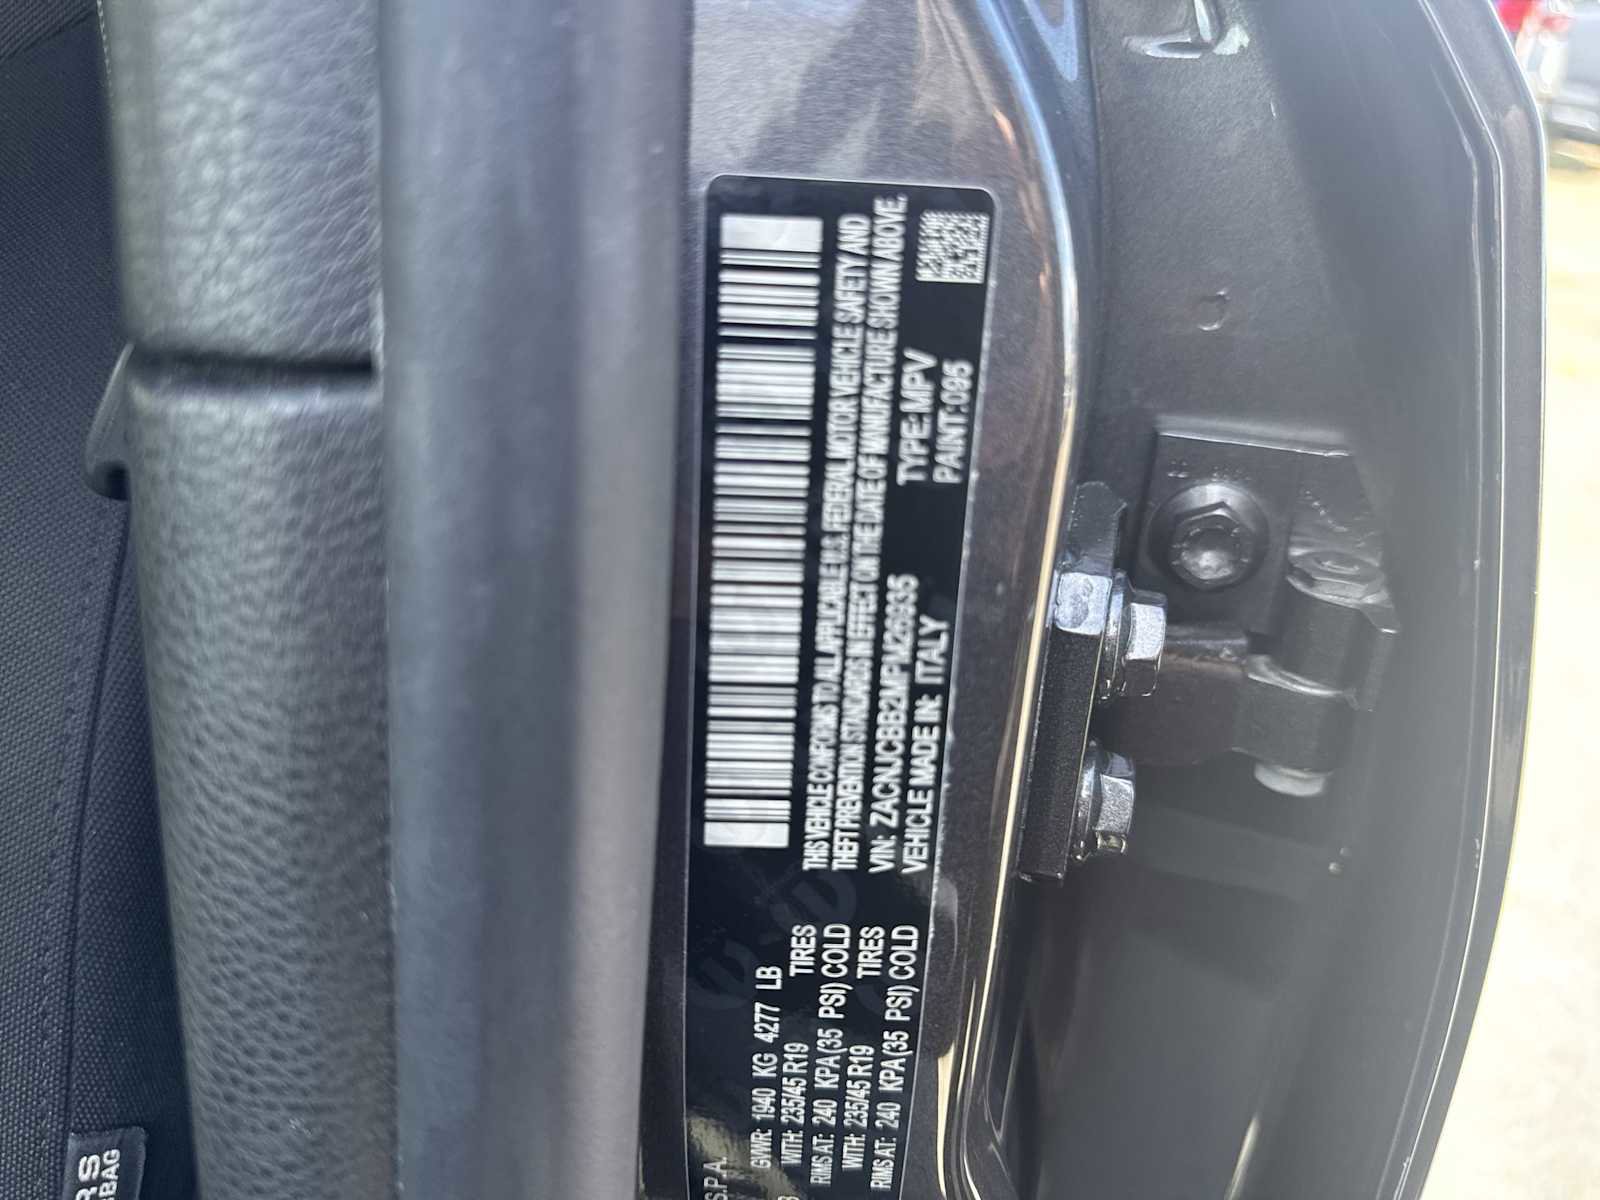 S.P.A.
GVWR: 1940 KG 4277 LB
WITH: 235/45 R19 TIRES
RIMS AT: 240 KPA(35 PSI) COLD
WITH: 235/45 R19 TIRES
RIMS AT: 240 KPA(35 PSI) COLD
THIS VEHICLE CONFORMS TO ALL APPLICABLE U.S. FEDERAL MOTOR VEHICLE SAFETY AND
THEFT PREVENTION STANDARDS IN EFFECT ON THE DATE OF MANUFACTURE SHOWN ABOVE.
VIN: ZACNJCBB2MPM26935 TYPE: MPV
VEHICLE MADE IN: ITALY PAINT: 095
RS
BAG